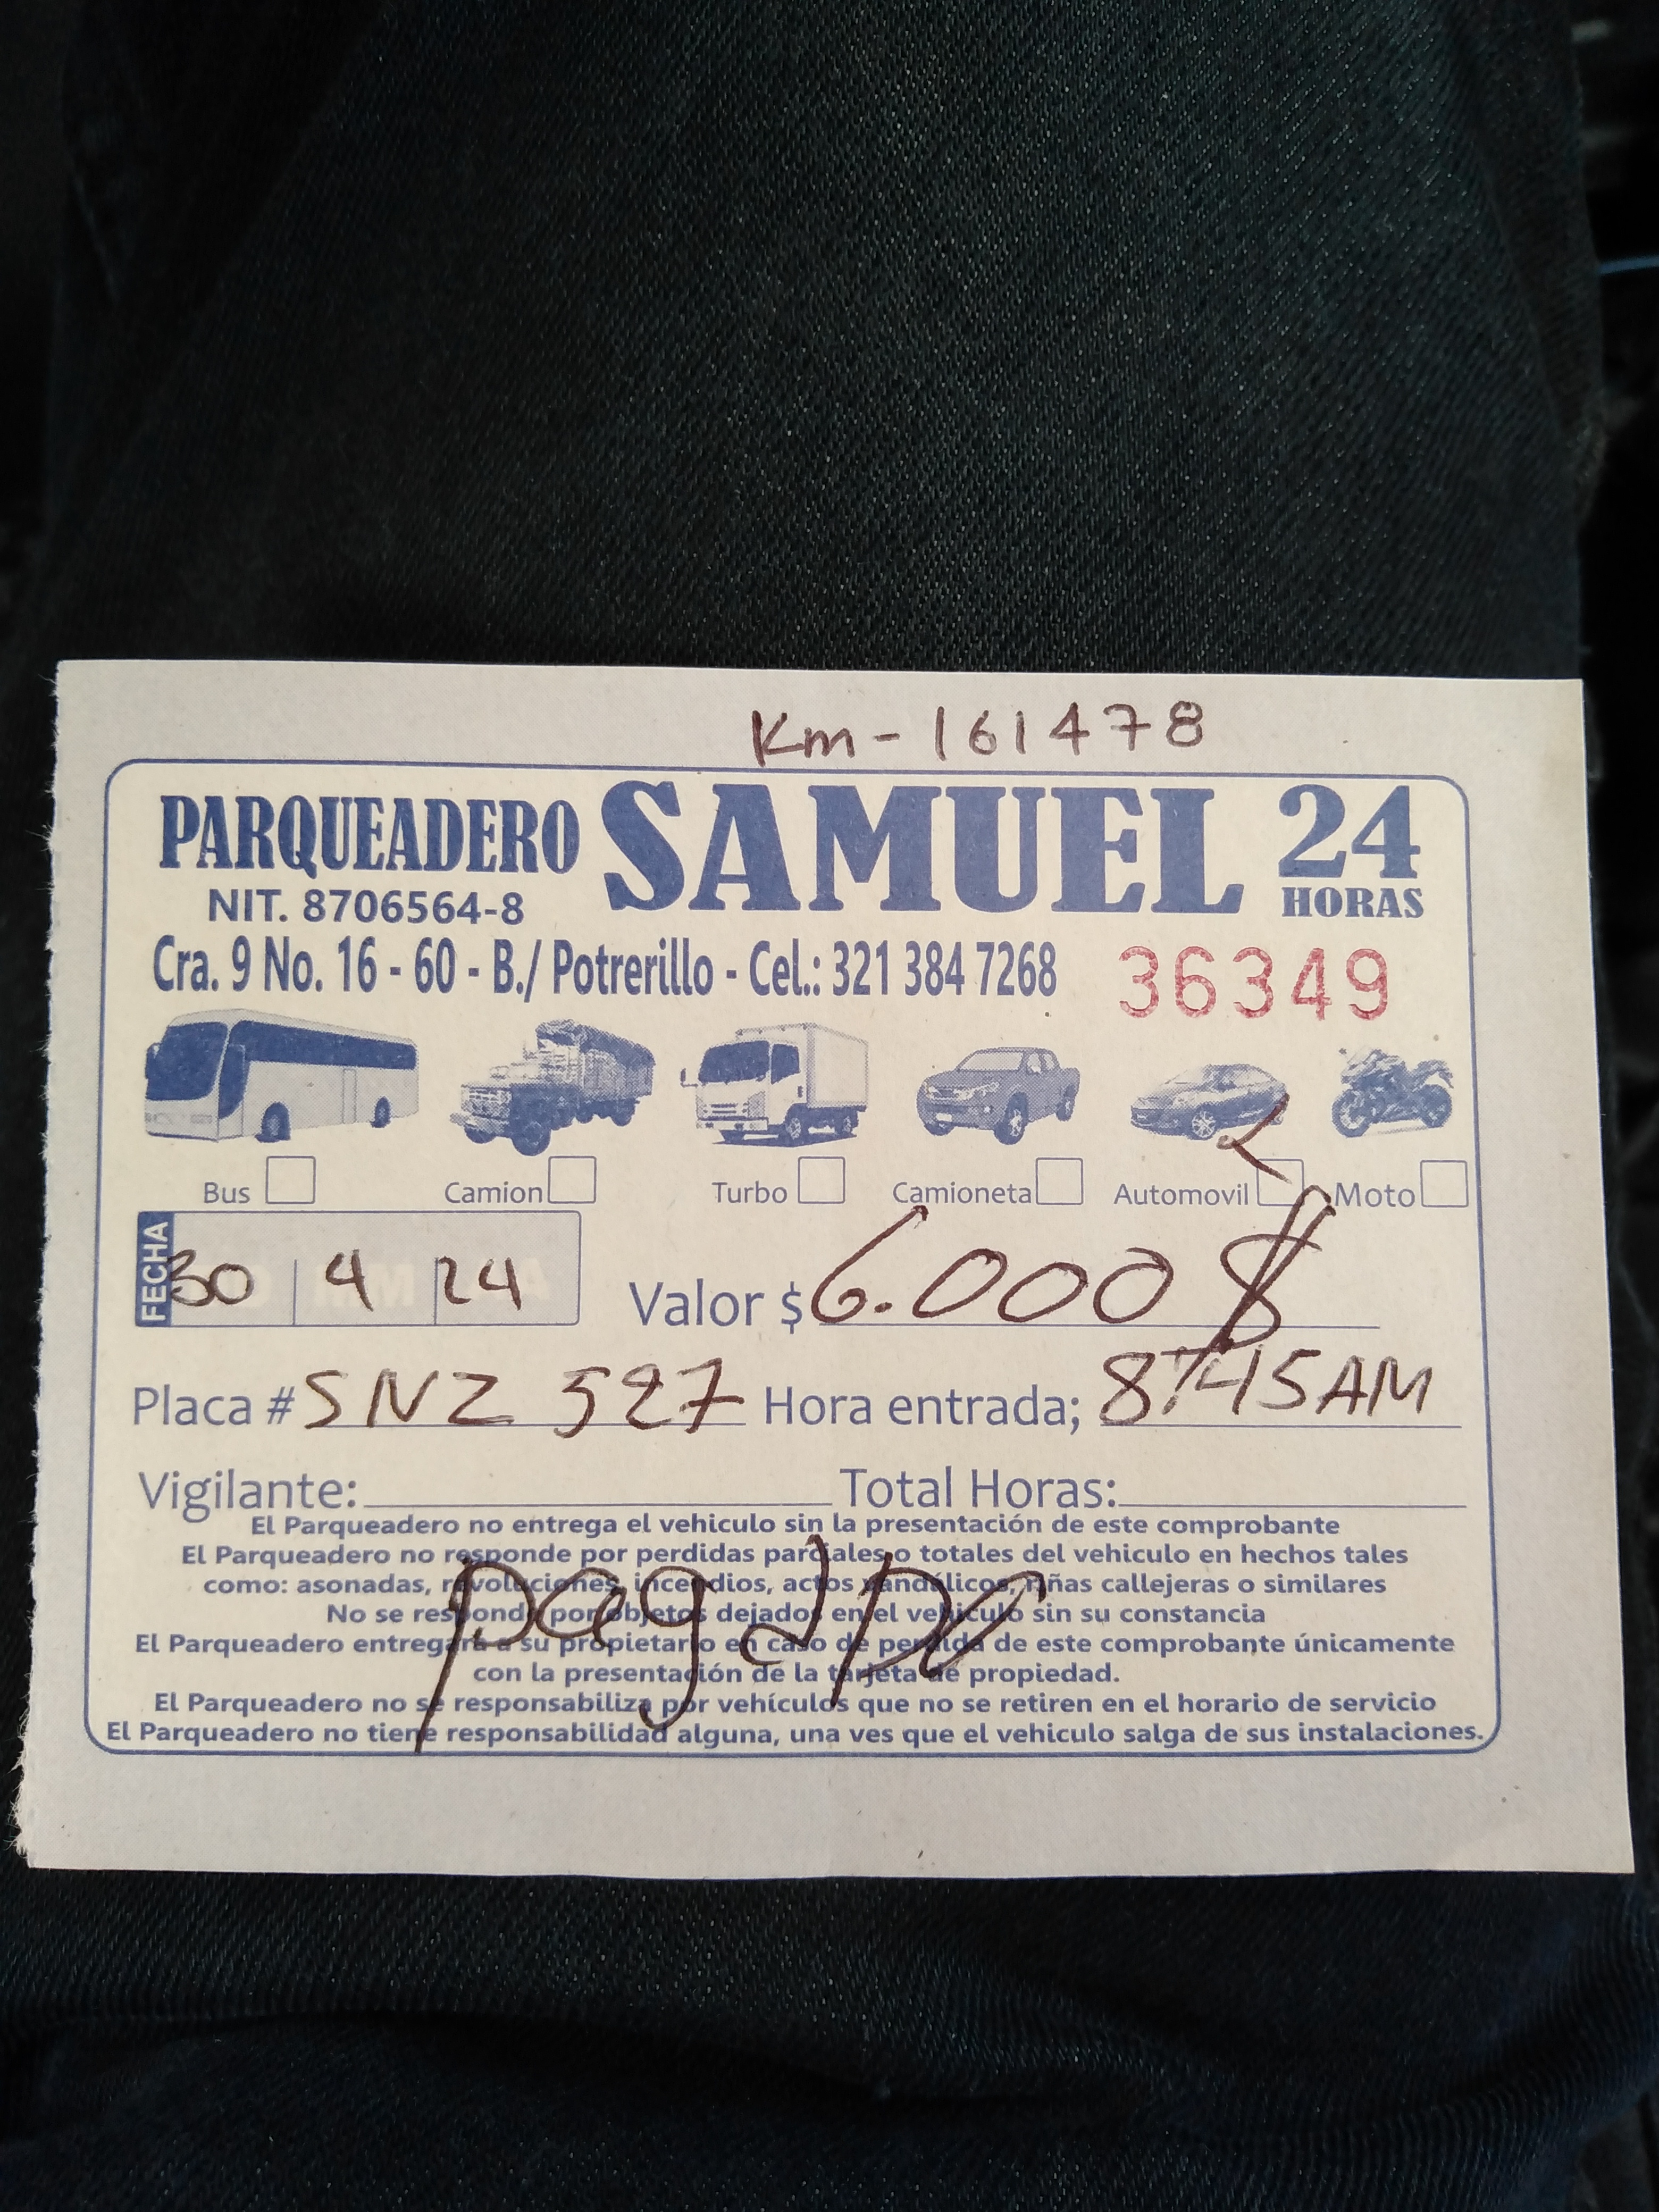 Km-161478
PARQUEADERO SAMUEL 24 HORAS
NIT. 8706564-8
Cra. 9 No. 16 - 60 - B./ Potrerillo - Cel.: 321 384 7268 36349
Bus Camion Turbo Camioneta Automovil Moto
FECHA 30 4 24 Valor $ 6.000 $
Placa # SNZ 527 Hora entrada; 8:45AM
Vigilante: Total Horas:
El Parqueadero no entrega el vehiculo sin la presentación de este comprobante
El Parqueadero no responde por perdidas parciales o totales del vehiculo en hechos tales
como: asonadas, revoluciones, incendios, actos vandálicos, riñas callejeras o similares
No se responde por objetos dejados en el vehiculo sin su constancia
El Parqueadero entregará a su propietario en caso de perdida de este comprobante únicamente
con la presentación de la tarjeta de propiedad.
El Parqueadero no se responsabiliza por vehículos que no se retiren en el horario de servicio
El Parqueadero no tiene responsabilidad alguna, una ves que el vehiculo salga de sus instalaciones.
pagado